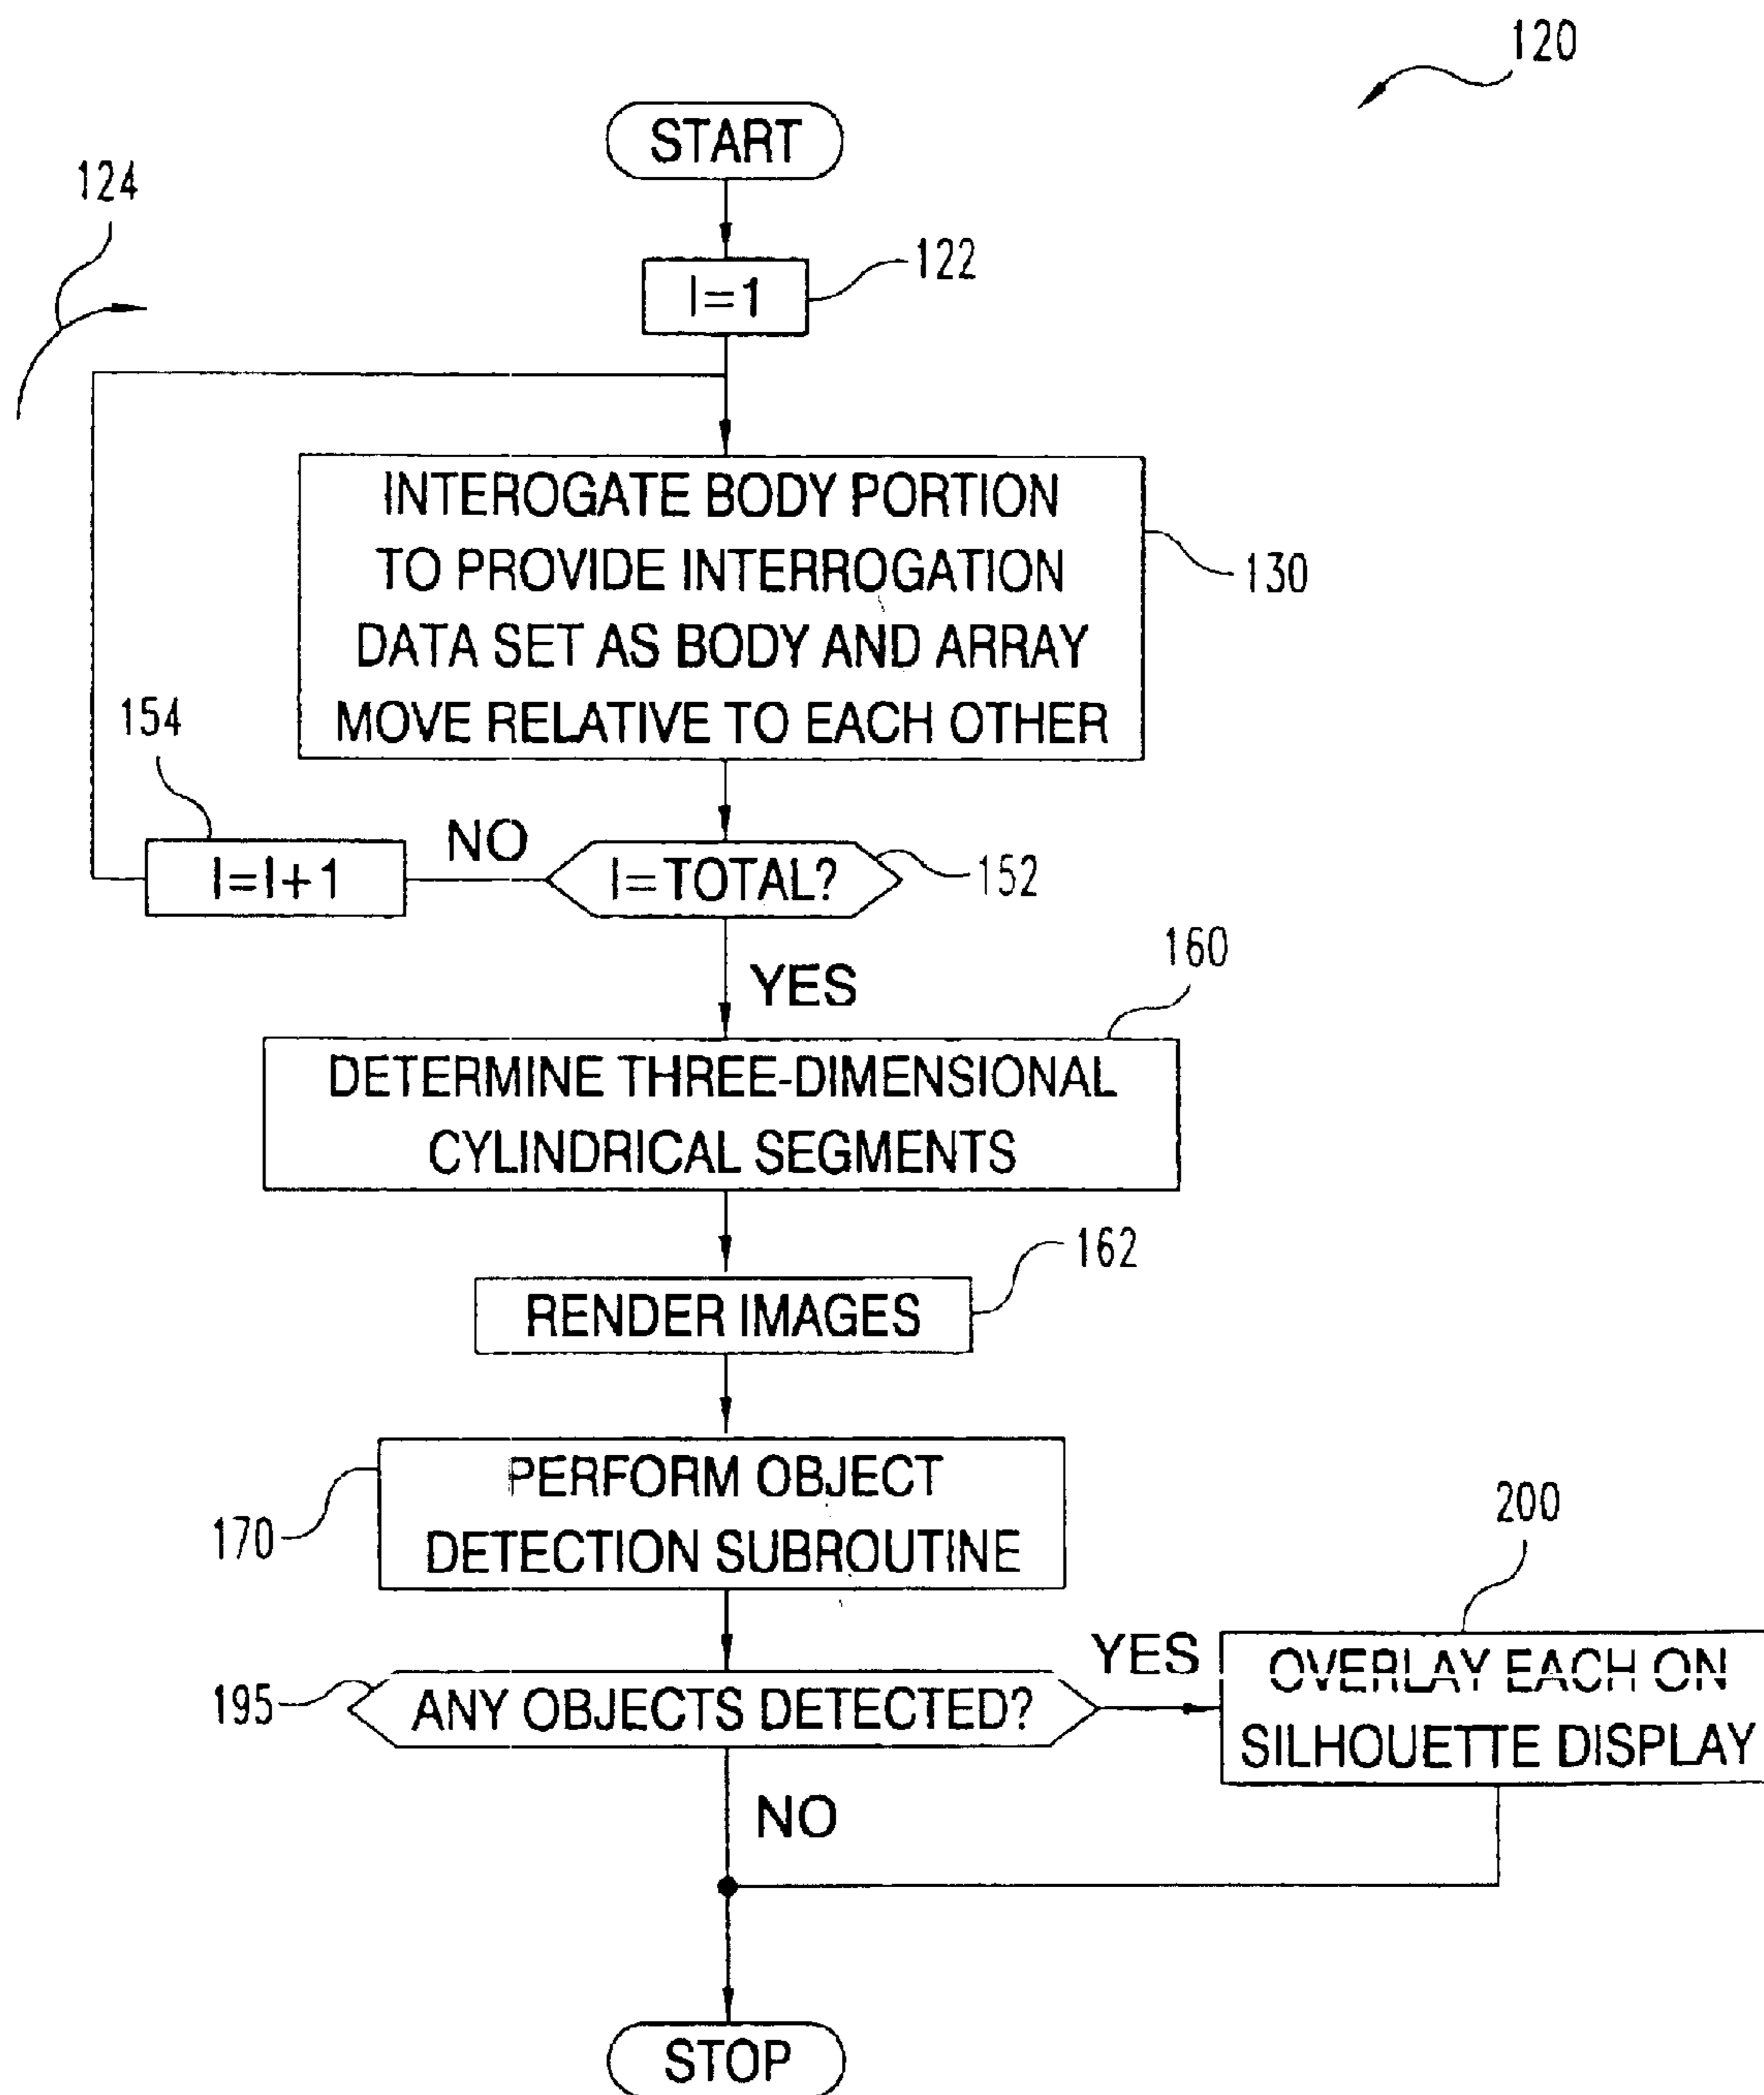 120
START
124
122
I=1
INTEROGATE BODY PORTION
TO PROVIDE INTERROGATION
DATA SET AS BODY AND ARRAY
MOVE RELATIVE TO EACH OTHER
130
154
NO
I=I+1
I=TOTAL?
152
YES
160
DETERMINE THREE-DIMENSIONAL
CYLINDRICAL SEGMENTS
162
RENDER IMAGES
PERFORM OBJECT
DETECTION SUBROUTINE
170
200
YES
OVERLAY EACH ON
SILHOUETTE DISPLAY
195
ANY OBJECTS DETECTED?
NO
STOP